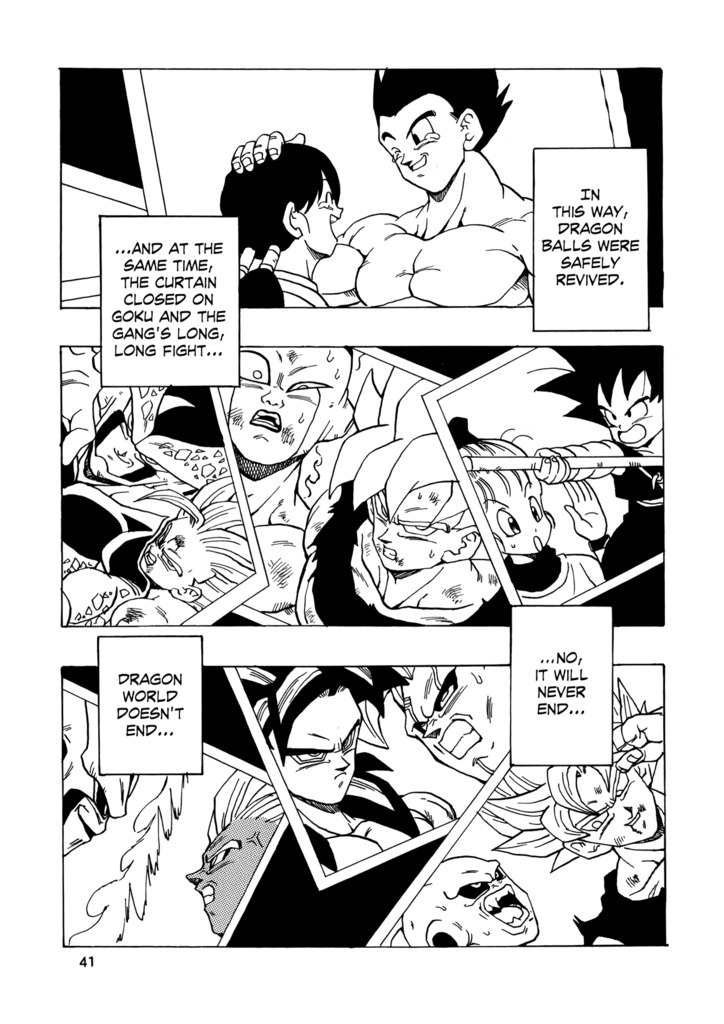 IN
THIS WAY,
DRAGON
BALLS WERE
SAFELY
REVIVED.
...AND AT THE
SAME TIME,
THE CURTAIN
CLOSED ON
GOKU AND THE
GANG'S LONG,
LONG FIGHT...
DRAGON
WORLD
DOESN'T
END...
...NO,
IT WILL
NEVER
END...
41